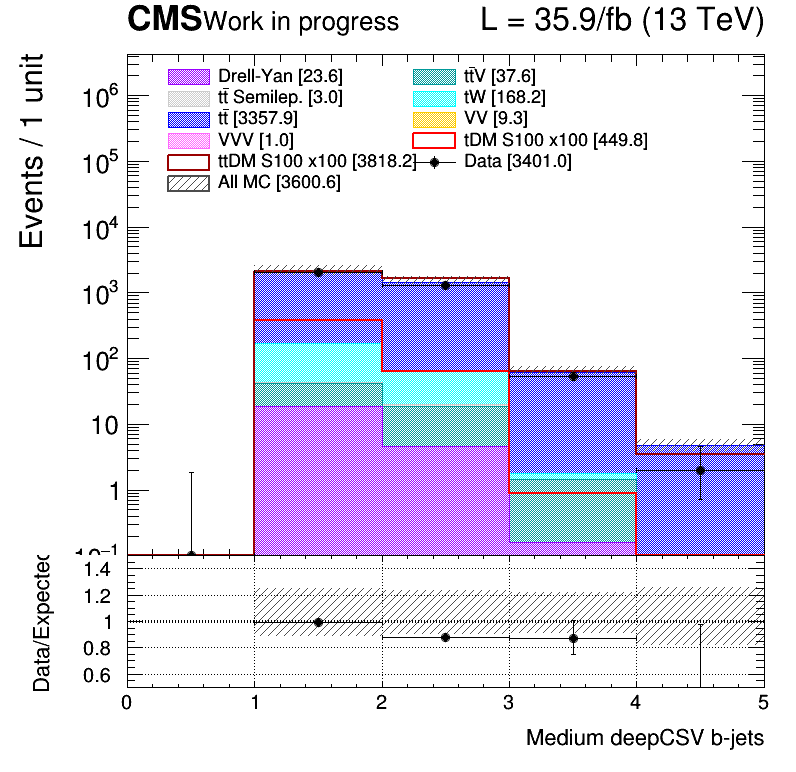 CMS Work in progress L = 35.9/fb (13 TeV)
Events / 1 unit
Drell-Yan [23.6] tt̄V [37.6]
tt̄ Semilep. [3.0] tW [168.2]
tt̄ [3357.9] VV [9.3]
VVV [1.0] tDM S100 x100 [449.8]
ttDM S100 x100 [3818.2] Data [3401.0]
All MC [3600.6]
10⁶
10⁵
10⁴
10³
10²
10
1
10⁻¹
Data/Expected
1.4
1.2
1
0.8
0.6
0 1 2 3 4 5
Medium deepCSV b-jets